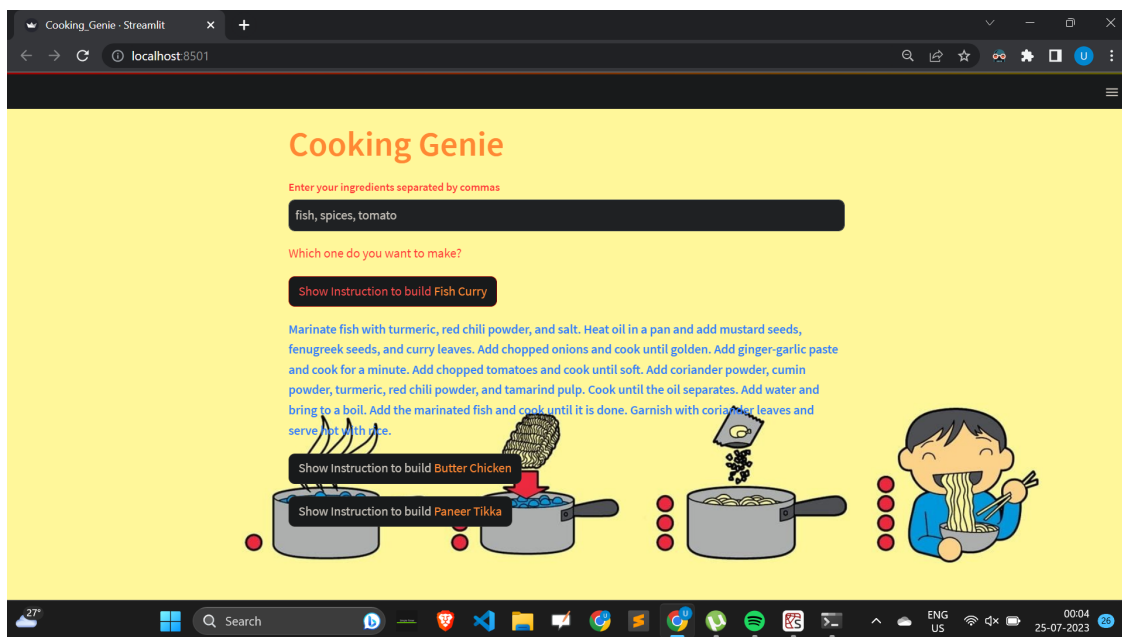 Cooking_Genie · Streamlit
localhost:8501
U
Cooking Genie
Enter your ingredients separated by commas
fish, spices, tomato
Which one do you want to make?
Show Instruction to build Fish Curry
Marinate fish with turmeric, red chili powder, and salt. Heat oil in a pan and add mustard seeds,
fenugreek seeds, and curry leaves. Add chopped onions and cook until golden. Add ginger-garlic paste
and cook for a minute. Add chopped tomatoes and cook until soft. Add coriander powder, cumin
powder, turmeric, red chili powder, and tamarind pulp. Cook until the oil separates. Add water and
bring to a boil. Add the marinated fish and cook until it is done. Garnish with coriander leaves and
serve hot with rice.
Show Instruction to build Butter Chicken
Show Instruction to build Paneer Tikka
27°
Search
ENG
US
00:04
25-07-2023
26